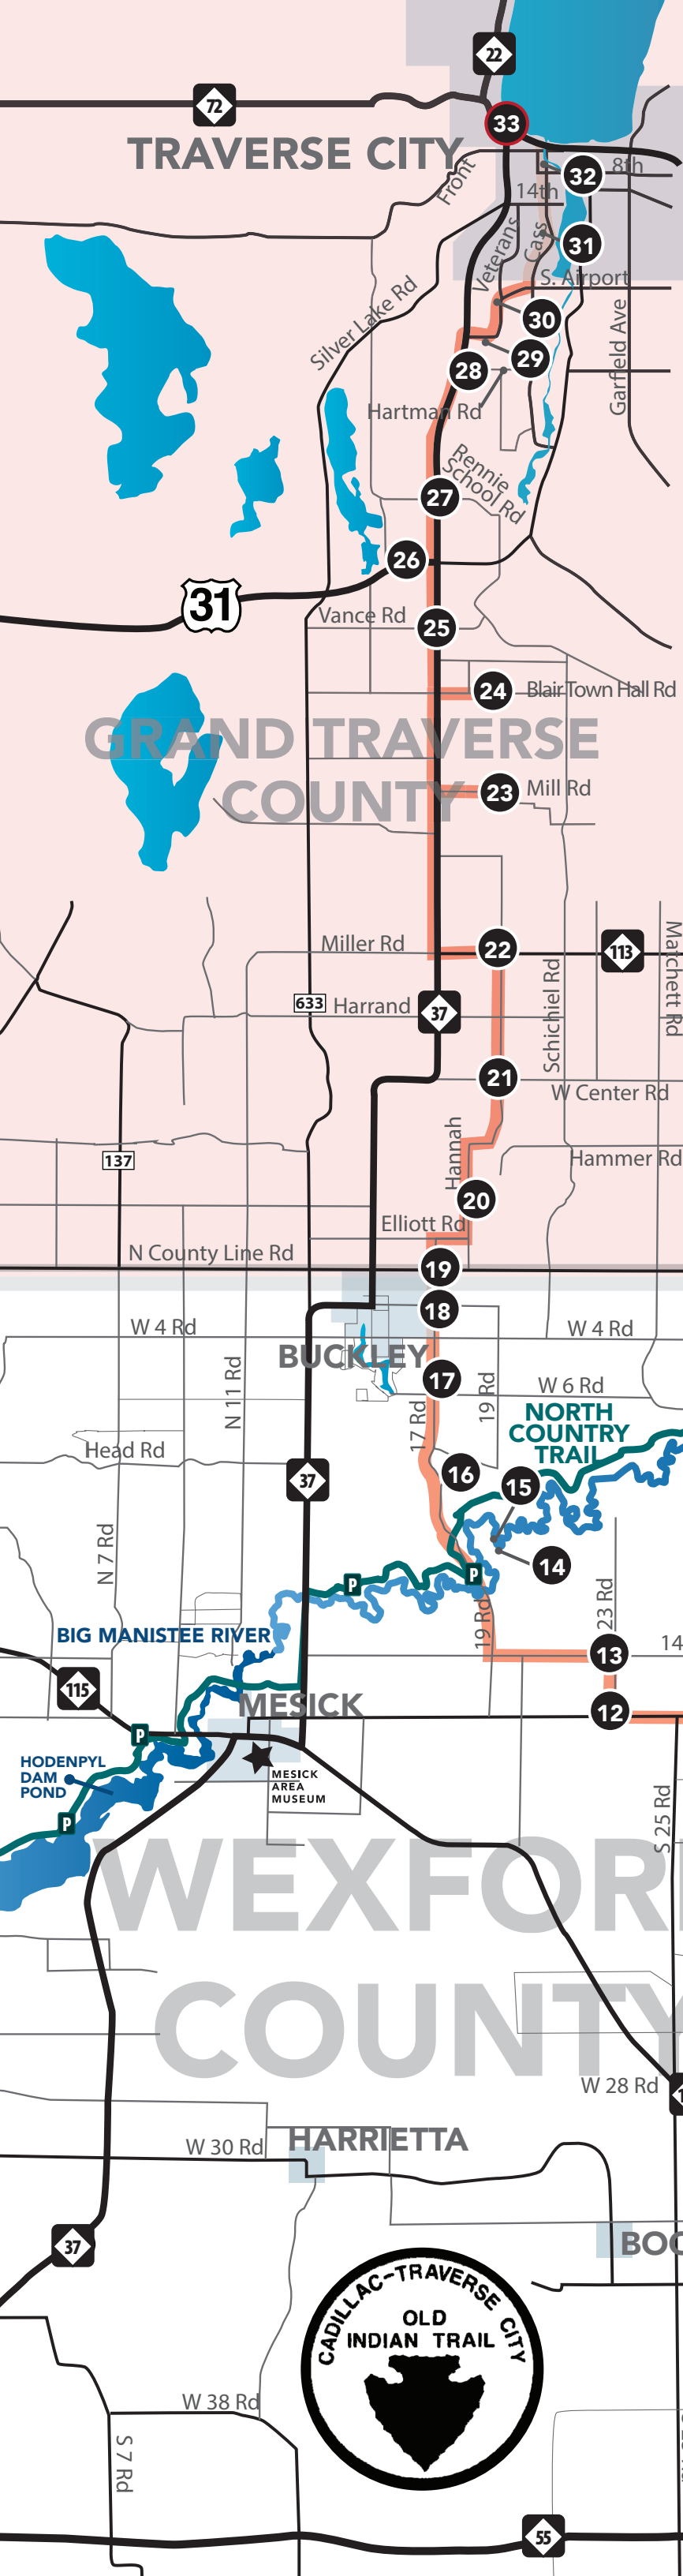 22
72
33
TRAVERSE CITY
Front
8th
32
14th
Veterans
Cass
31
S. Airport
30
Silver Lake Rd
29
28
Garfield Ave
Hartman Rd
Rennie
School Rd
27
26
31
Vance Rd
25
24
Blair Town Hall Rd
GRAND TRAVERSE
COUNTY
23
Mill Rd
Miller Rd
22
113
Matchett Rd
633
Harrand
37
Schichiel Rd
21
W Center Rd
Hannah
137
Hammer Rd
20
Elliott Rd
N County Line Rd
19
18
W 4 Rd
W 4 Rd
BUCKLEY
17
N 11 Rd
19 Rd
W 6 Rd
17 Rd
NORTH
COUNTRY
TRAIL
Head Rd
16
15
37
N 7 Rd
14
P
P
23 Rd
19 Rd
BIG MANISTEE RIVER
13
14
115
MESICK
12
P
HODENPYL
DAM
POND
MESICK
AREA
MUSEUM
P
S 25 Rd
WEXFOR
COUNTY
W 28 Rd
1
HARRIETTA
W 30 Rd
37
BOO
CADILLAC-TRAVERSE CITY
OLD
INDIAN TRAIL
W 38 Rd
S 7 Rd
55